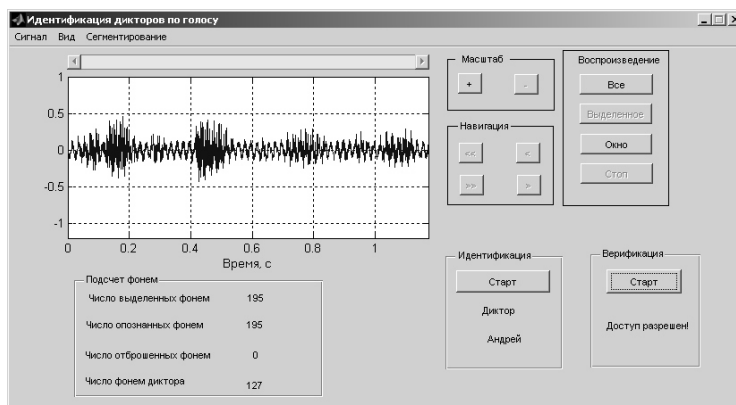 Идентификация дикторов по голосу
Сигнал Вид Сегментирование
1
0.5
0
-0.5
-1
0 0.2 0.4 0.6 0.8 1
Время, с
Масштаб
+ -
Навигация
<< <
>> >
Воспроизведение
Все
Выделенное
Окно
Стоп
Подсчет фонем
Число выделенных фонем 195
Число опознанных фонем 195
Число отброшенных фонем 0
Число фонем диктора 127
Идентификация
Старт
Диктор
Андрей
Верификация
Старт
Доступ разрешен!